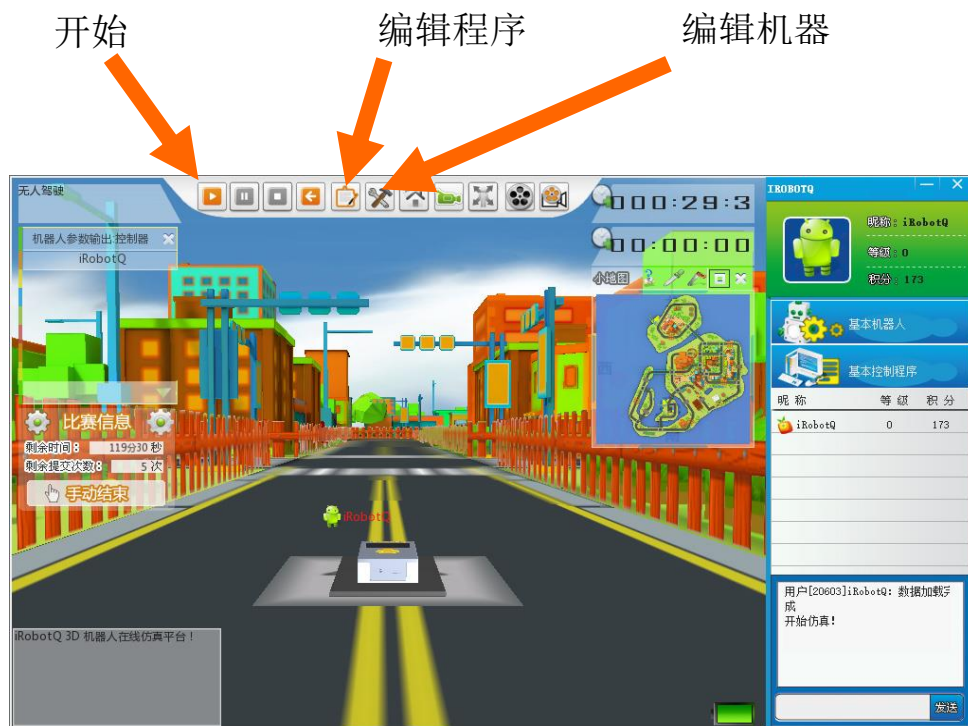 开始
编辑程序
编辑机器
无人驾驶
机器人参数输出:控制器
iRobotQ
比赛信息
剩余时间： 119分30 秒
剩余提交次数： 5 次
手动结束
iRobotQ
iRobotQ 3D 机器人在线仿真平台！
000:29:3
00:00:00
小地图
IROBOTQ
昵称：iRobotQ
等级：0
积分：173
基本机器人
基本控制程序
昵 称 等 级 积 分
iRobotQ 0 173
用户[20603]iRobotQ：数据加载完
成
开始仿真!
发送